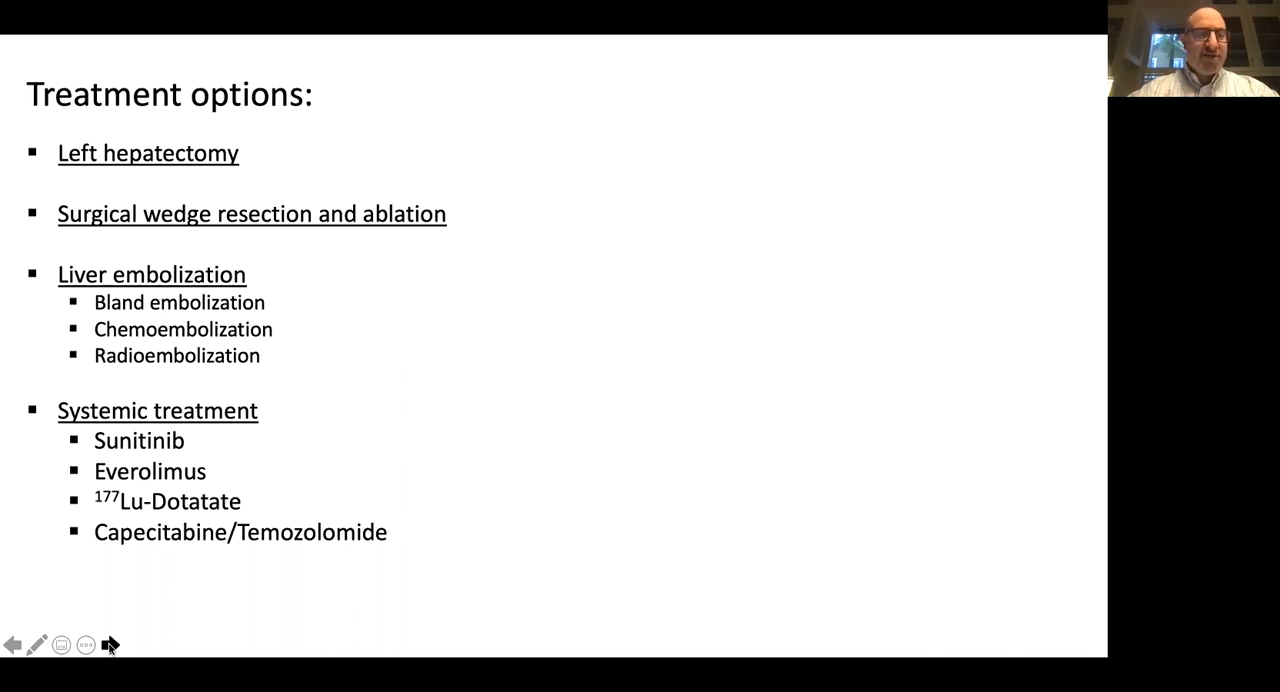 Treatment options:
▪ Left hepatectomy
▪ Surgical wedge resection and ablation
▪ Liver embolization
▪ Bland embolization
▪ Chemoembolization
▪ Radioembolization
▪ Systemic treatment
▪ Sunitinib
▪ Everolimus
▪ ¹⁷⁷Lu-Dotatate
▪ Capecitabine/Temozolomide